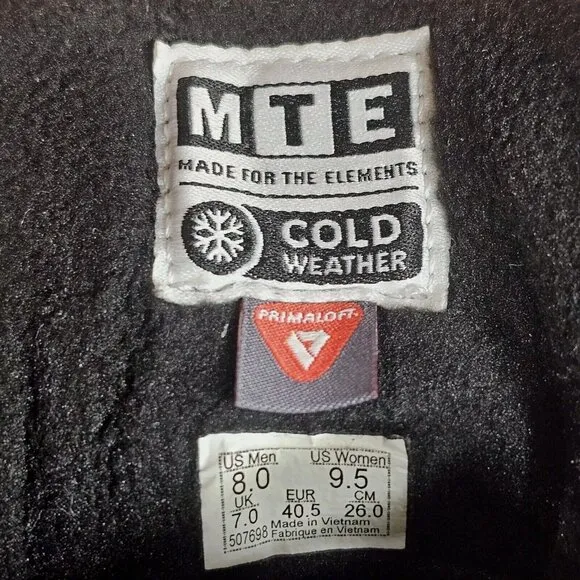 MTE
MADE FOR THE ELEMENTS
COLD
WEATHER
PRIMALOFT
US Men US Women
8.0 9.5
UK EUR CM
7.0 40.5 26.0
507698 Made in Vietnam
Fabrique en Vietnam